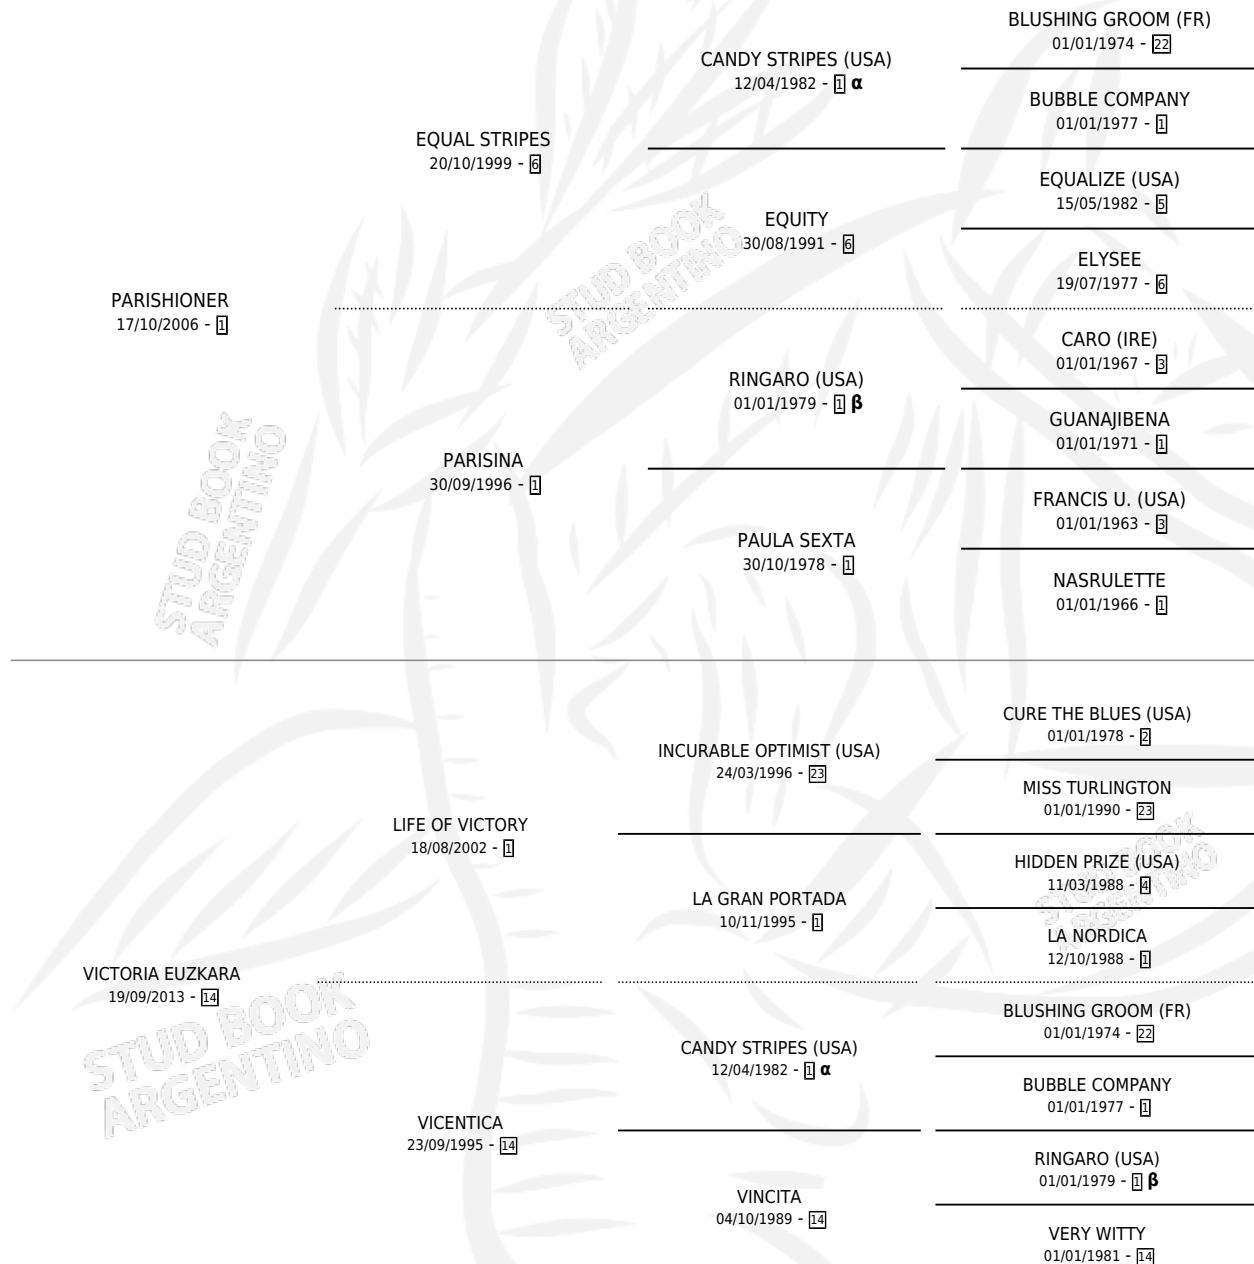 BLUSHING GROOM (FR)
01/01/1974 - 22
CANDY STRIPES (USA)
12/04/1982 - 1 α
BUBBLE COMPANY
01/01/1977 - 1
EQUAL STRIPES
20/10/1999 - 6
EQUALIZE (USA)
15/05/1982 - 5
EQUITY
30/08/1991 - 6
ELYSEE
19/07/1977 - 6
PARISHIONER
17/10/2006 - 1
CARO (IRE)
01/01/1967 - 3
RINGARO (USA)
01/01/1979 - 1 β
GUANAJIBENA
01/01/1971 - 1
PARISINA
30/09/1996 - 1
FRANCIS U. (USA)
01/01/1963 - 3
PAULA SEXTA
30/10/1978 - 1
NASRULETTE
01/01/1966 - 1
STUD BOOK
ARGENTINO
STUD BOOK
ARGENTINO
CURE THE BLUES (USA)
01/01/1978 - 2
INCURABLE OPTIMIST (USA)
24/03/1996 - 23
MISS TURLINGTON
01/01/1990 - 23
LIFE OF VICTORY
18/08/2002 - 1
HIDDEN PRIZE (USA)
11/03/1988 - 4
LA GRAN PORTADA
10/11/1995 - 1
LA NORDICA
12/10/1988 - 1
VICTORIA EUZKARA
19/09/2013 - 14
BLUSHING GROOM (FR)
01/01/1974 - 22
CANDY STRIPES (USA)
12/04/1982 - 1 α
BUBBLE COMPANY
01/01/1977 - 1
VICENTICA
23/09/1995 - 14
RINGARO (USA)
01/01/1979 - 1 β
VINCITA
04/10/1989 - 14
VERY WITTY
01/01/1981 - 14
STUD BOOK
ARGENTINO
STUD BOOK
ARGENTINO